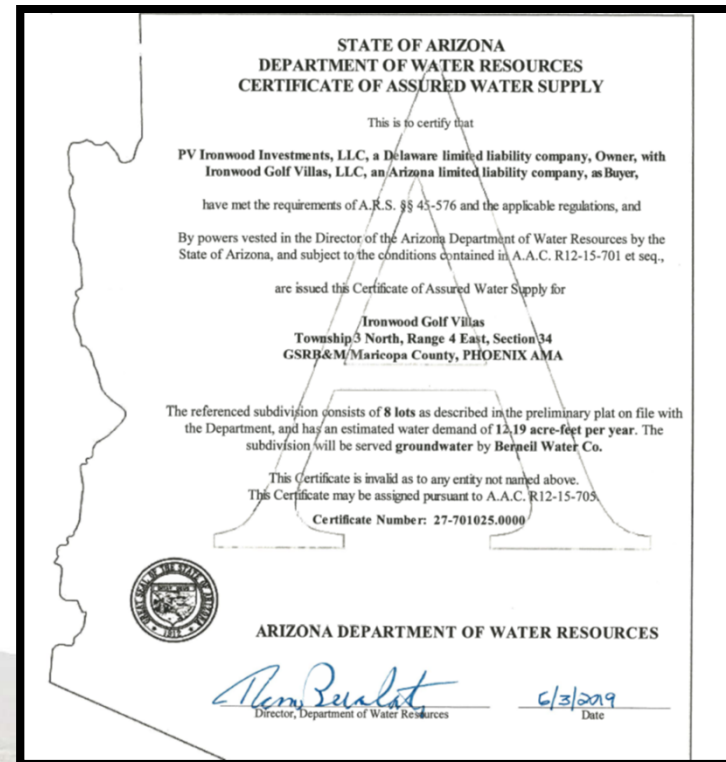 STATE OF ARIZONA
DEPARTMENT OF WATER RESOURCES
CERTIFICATE OF ASSURED WATER SUPPLY
This is to certify that
PV Ironwood Investments, LLC, a Delaware limited liability company, Owner, with
Ironwood Golf Villas, LLC, an Arizona limited liability company, as Buyer,
have met the requirements of A.R.S. §§ 45-576 and the applicable regulations, and
By powers vested in the Director of the Arizona Department of Water Resources by the
State of Arizona, and subject to the conditions contained in A.A.C. R12-15-701 et seq.,
are issued this Certificate of Assured Water Supply for
Ironwood Golf Villas
Township 3 North, Range 4 East, Section 34
GSRB&M/Maricopa County, PHOENIX AMA
The referenced subdivision consists of 8 lots as described in the preliminary plat on file with
the Department, and has an estimated water demand of 12.19 acre-feet per year. The
subdivision will be served groundwater by Berneil Water Co.
This Certificate is invalid as to any entity not named above.
This Certificate may be assigned pursuant to A.A.C. R12-15-705.
Certificate Number: 27-701025.0000
GREAT SEAL OF THE STATE OF ARIZONA
1912
ARIZONA DEPARTMENT OF WATER RESOURCES
6/3/2019
Director, Department of Water Resources
Date